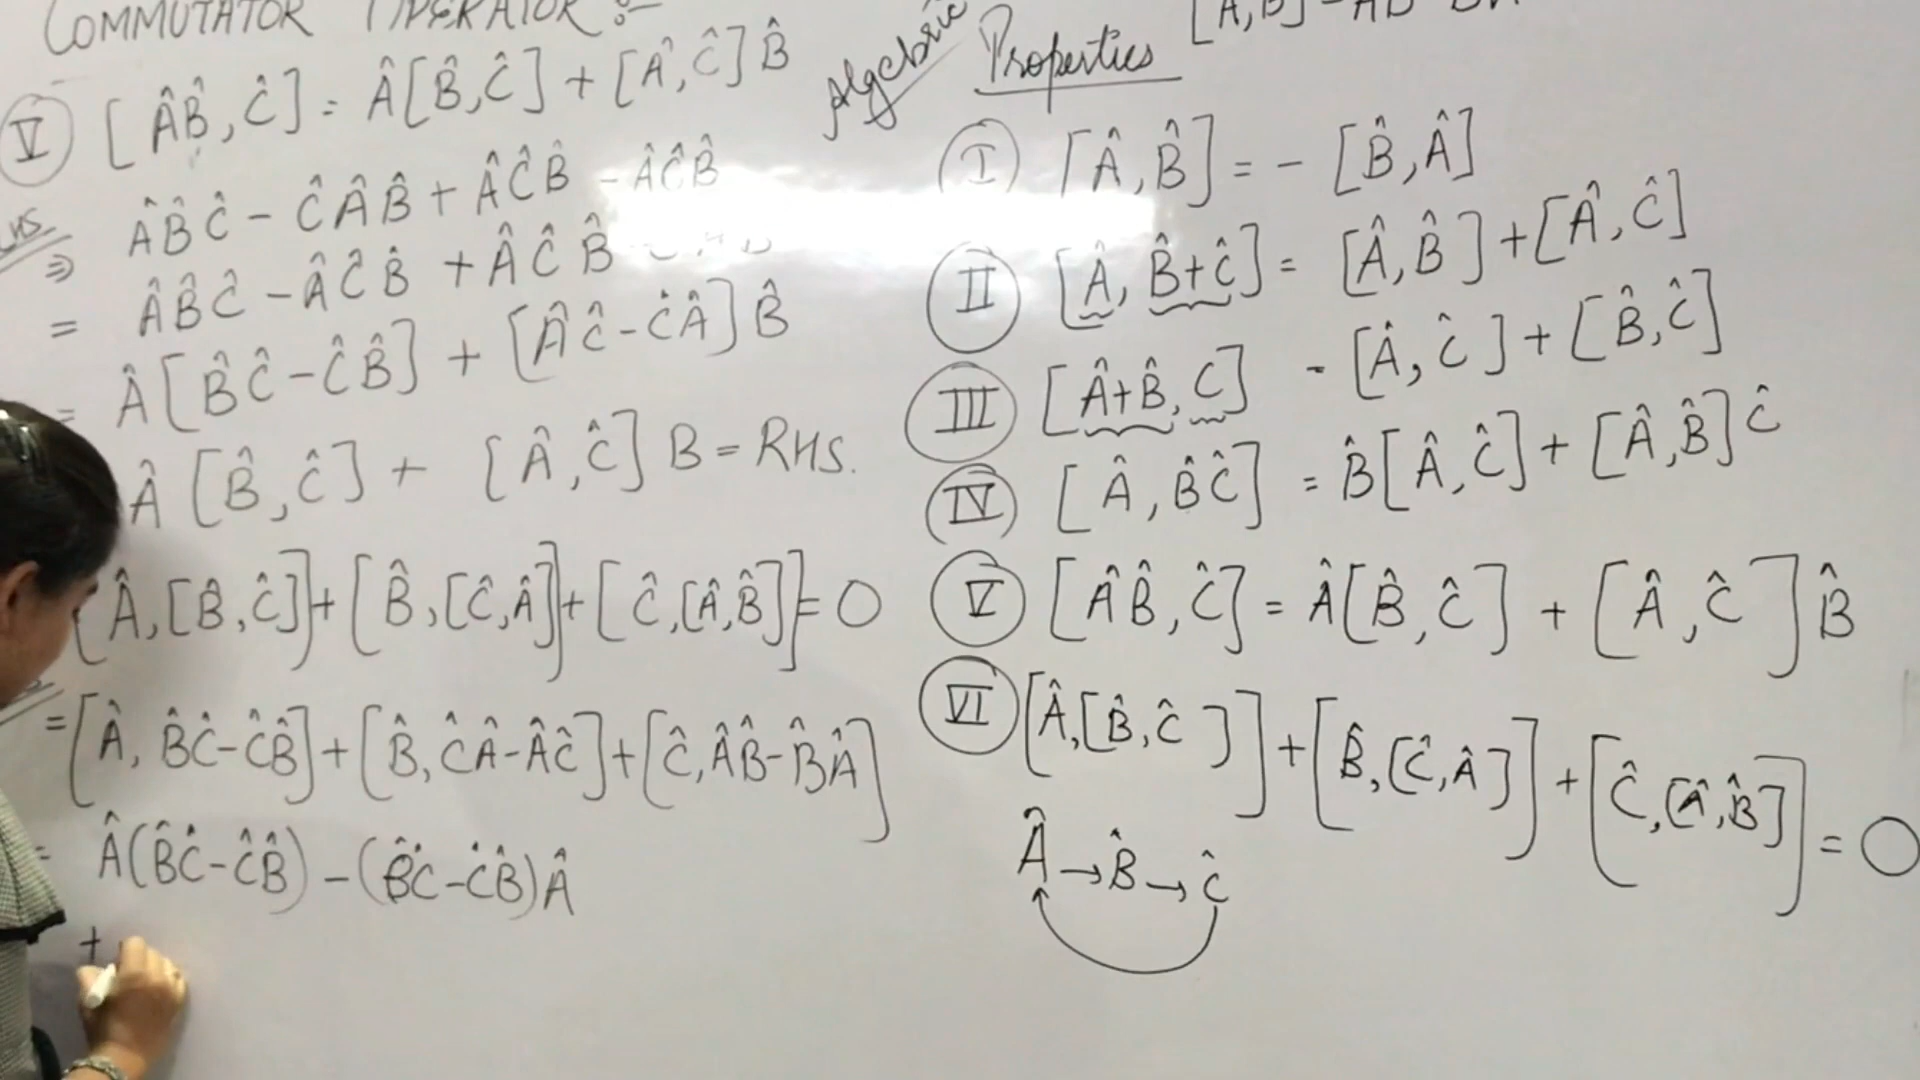 COMMUTATOR OPERATOR :-
Ⓥ [ÂB̂, Ĉ] = Â[B̂,Ĉ] + [Â,Ĉ]B̂
LHS
⇒ ÂB̂Ĉ - ĈÂB̂ + ÂĈB̂ - ÂĈB̂
= ÂB̂Ĉ - ÂĈB̂ + ÂĈB̂
= Â[B̂Ĉ - ĈB̂] + [ÂĈ - ĈÂ]B̂
Â[B̂,Ĉ] + [Â,Ĉ]B = RHS.
[Â,[B̂,Ĉ]] + [B̂,[Ĉ,Â]] + [Ĉ,[Â,B̂]] = 0
= [Â, B̂Ĉ-ĈB̂] + [B̂, ĈÂ-ÂĈ] + [Ĉ, ÂB̂-B̂Â]
= Â(B̂Ĉ-ĈB̂) - (B̂Ĉ-ĈB̂)Â
+
Algebric Properties [A,B] = AB - BA
Ⓘ [Â,B̂] = - [B̂,Â]
Ⅱ [Â, B̂+Ĉ] = [Â,B̂] + [Â,Ĉ]
Ⅲ [Â+B̂, C] - [Â,Ĉ] + [B̂,Ĉ]
Ⅳ [Â, B̂Ĉ] = B̂[Â,Ĉ] + [Â,B̂]Ĉ
Ⅴ [ÂB̂, Ĉ] = Â[B̂,Ĉ] + [Â,Ĉ]B̂
Ⅵ [Â,[B̂,Ĉ]] + [B̂,[Ĉ,Â]] + [Ĉ,[Â,B̂]] = 0
Â → B̂ → Ĉ